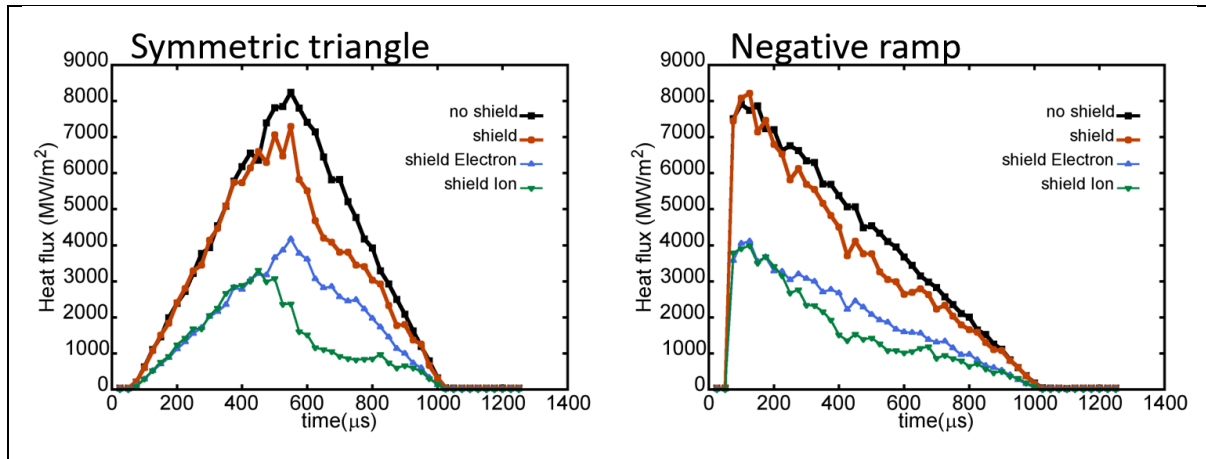 Symmetric triangle
9000
8000
7000
6000
5000
4000
3000
2000
1000
0
Heat flux (MW/m²)
no shield
shield
shield Electron
shield Ion
0 200 400 600 800 1000 1200 1400
time(μs)
Negative ramp
9000
8000
7000
6000
5000
4000
3000
2000
1000
0
Heat flux (MW/m²)
no shield
shield
shield Electron
shield Ion
0 200 400 600 800 1000 1200 1400
time(μs)